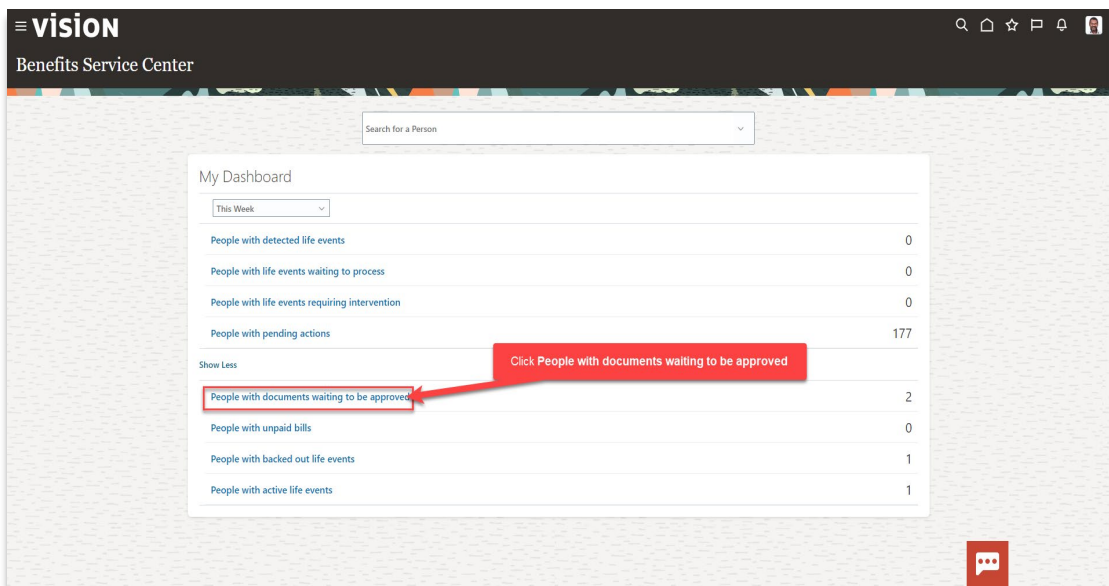 vision
Benefits Service Center
Search for a Person
My Dashboard
This Week
People with detected life events 0
People with life events waiting to process 0
People with life events requiring intervention 0
People with pending actions 177
Show Less
Click People with documents waiting to be approved
People with documents waiting to be approved 2
People with unpaid bills 0
People with backed out life events 1
People with active life events 1